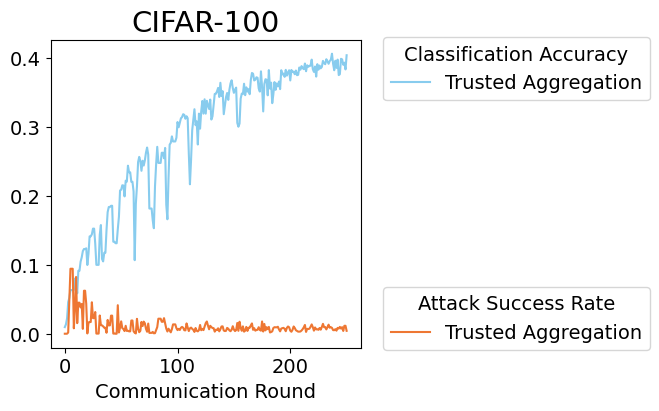 CIFAR-100
0.4
0.3
0.2
0.1
0.0
0
100
200
Communication Round
Classification Accuracy
Trusted Aggregation
Attack Success Rate
Trusted Aggregation